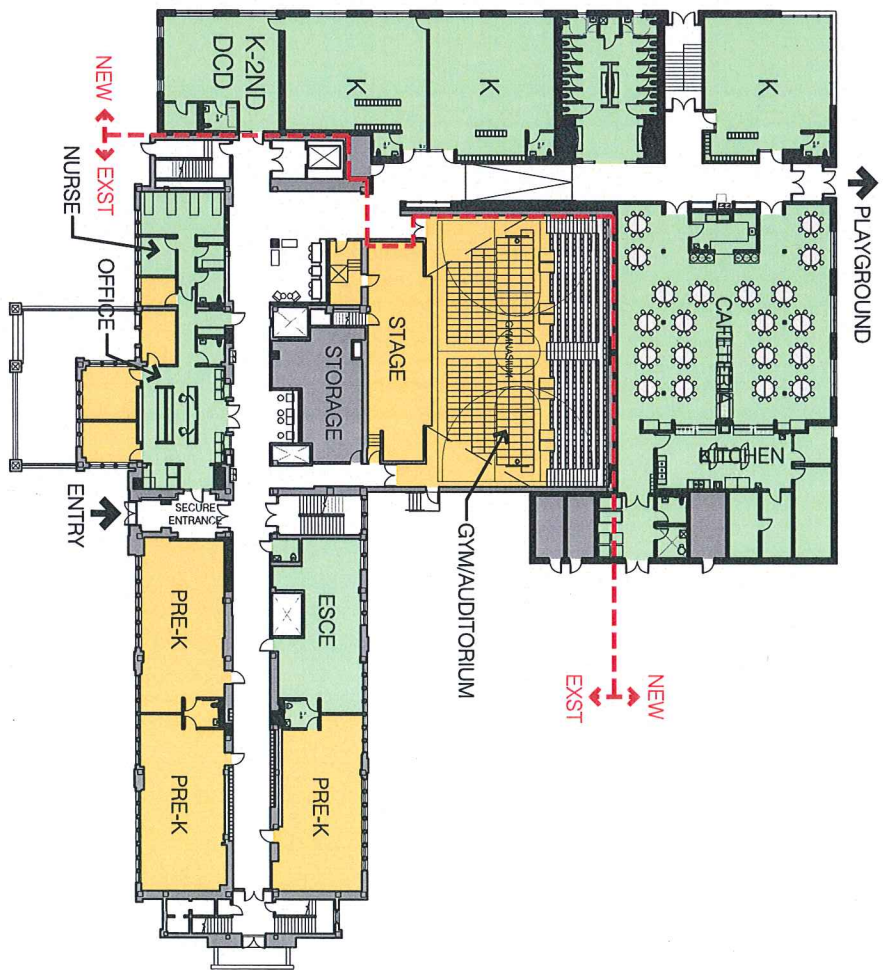 K-2ND
DCD
K
K
K
NEW
EXST
NURSE
OFFICE
PLAYGROUND
CAFETERIA
KITCHEN
STAGE
GYMNASIUM
STORAGE
GYM/AUDITORIUM
ENTRY
SECURE
ENTRANCE
ESCE
PRE-K
PRE-K
PRE-K
EXST
NEW